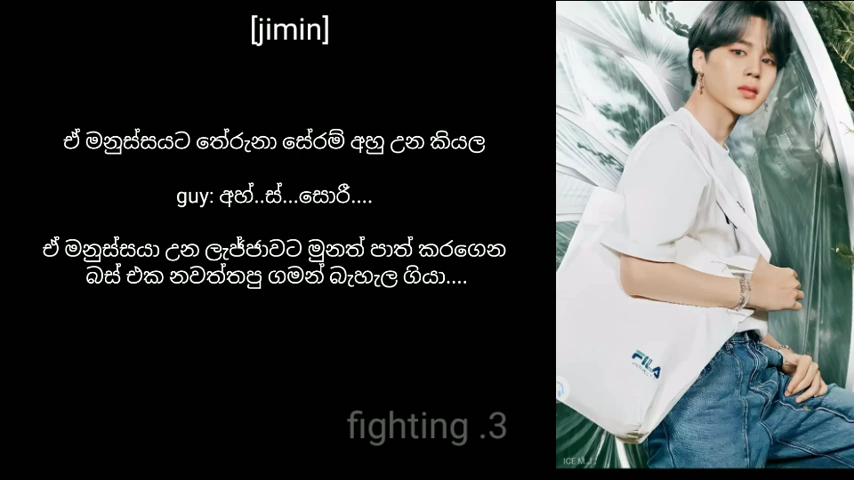 [jimin]
ඒ මනුස්සයට තේරුනා සේරම් අහු උන කියල
guy: අහ්..ස්...සොරී....
ඒ මනුස්සයා උන ලැජ්ජාවට මුනත් පාත් කරගෙන
බස් එක නවත්තපු ගමන් බැහැල ගියා....
fighting .3
FILA